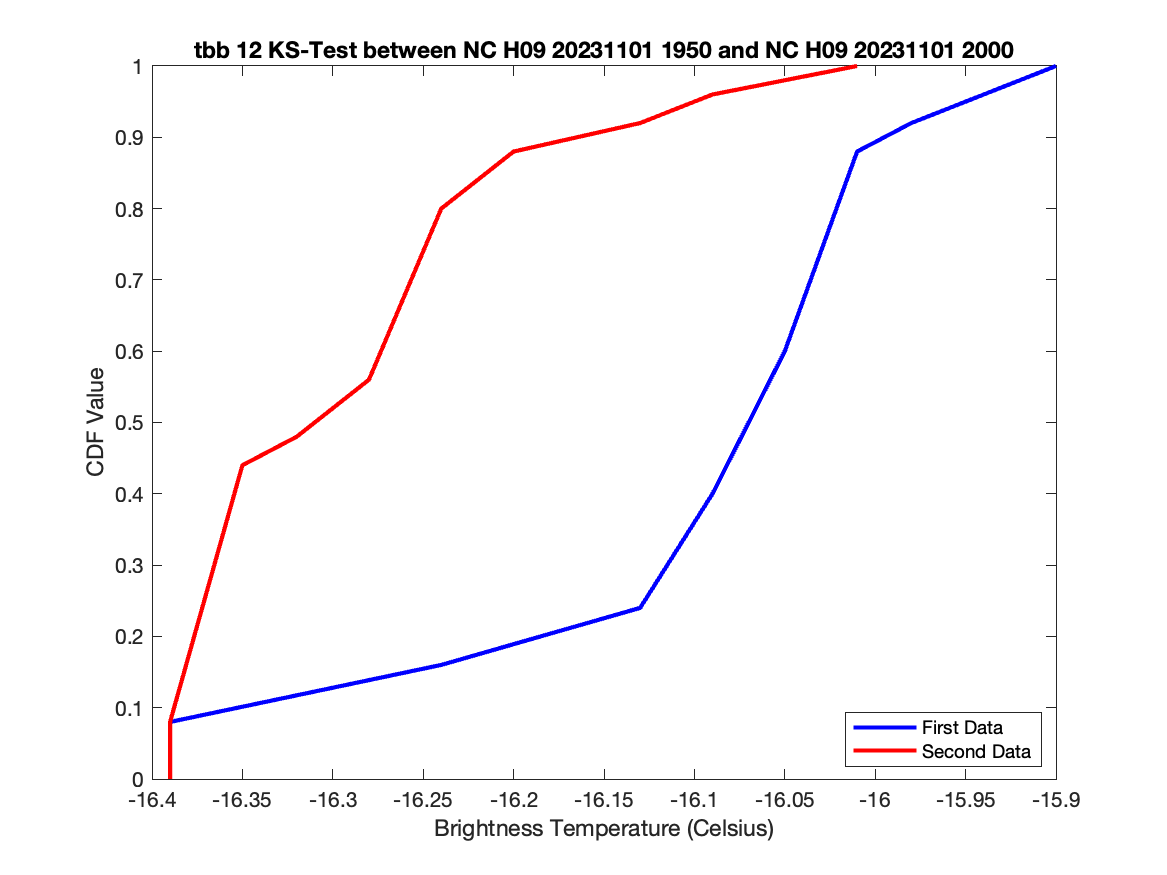 tbb 12 KS-Test between NC H09 20231101 1950 and NC H09 20231101 2000
1
0.9
0.8
0.7
0.6
0.5
0.4
0.3
0.2
0.1
0
CDF Value
First Data
Second Data
-16.4 -16.35 -16.3 -16.25 -16.2 -16.15 -16.1 -16.05 -16 -15.95 -15.9
Brightness Temperature (Celsius)